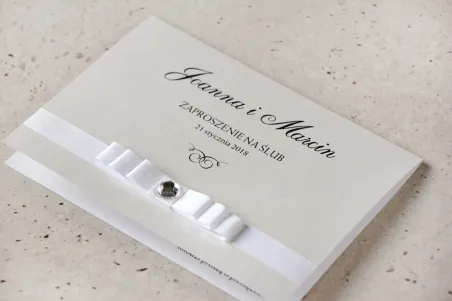 Joanna i Marcin
ZAPROSZENIE NA ŚLUB
21 stycznia 2018